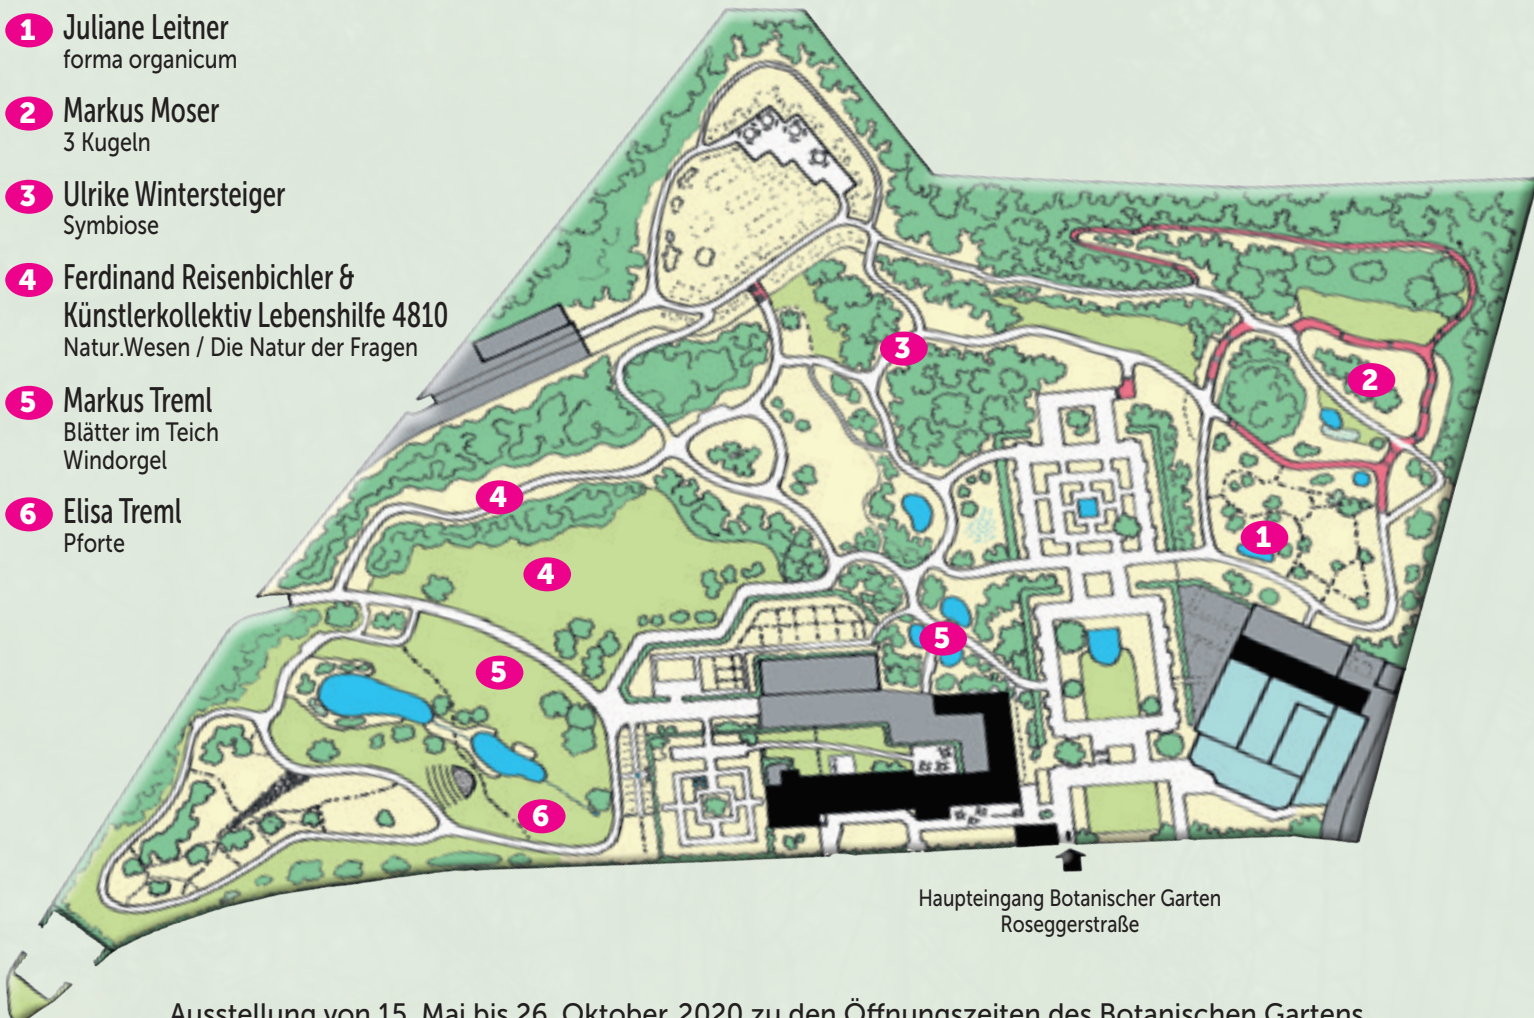 1 Juliane Leitner
forma organicum
2 Markus Moser
3 Kugeln
3 Ulrike Wintersteiger
Symbiose
4 Ferdinand Reisenbichler &
Künstlerkollektiv Lebenshilfe 4810
Natur.Wesen / Die Natur der Fragen
5 Markus Treml
Blätter im Teich
Windorgel
6 Elisa Treml
Pforte
3
2
4
1
4
5
5
6
Haupteingang Botanischer Garten
Roseggerstraße
Ausstellung von 15. Mai bis 26. Oktober 2020 zu den Öffnungszeiten des Botanischen Gartens